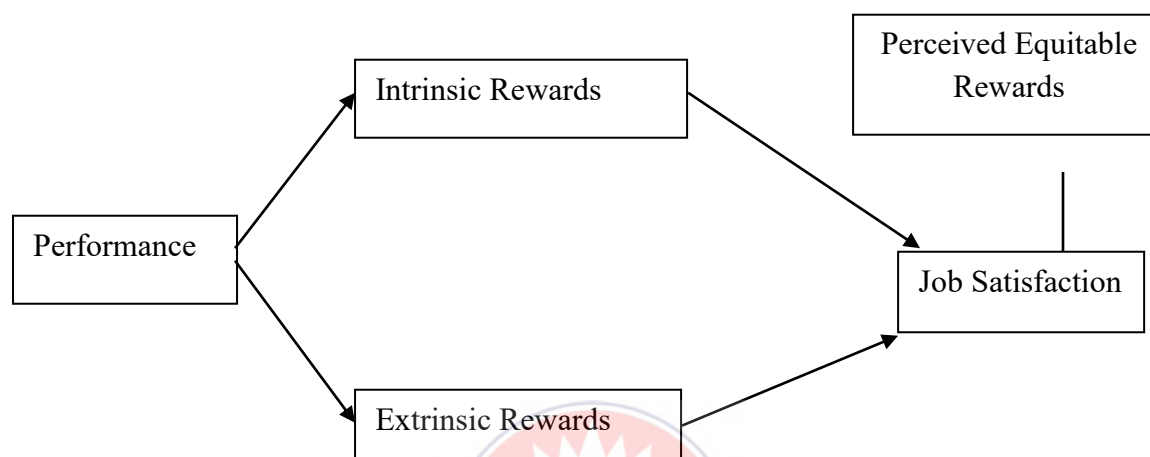 Perceived Equitable
Rewards
Intrinsic Rewards
Performance
Job Satisfaction
Extrinsic Rewards